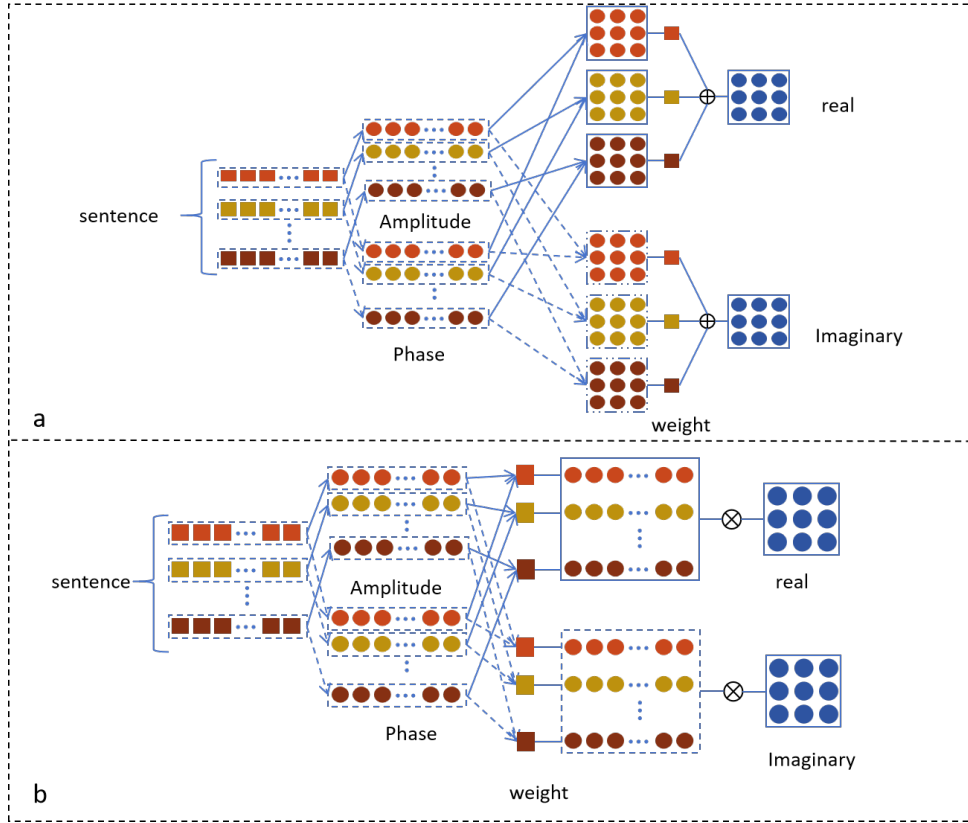 real
sentence
Amplitude
Phase
Imaginary
weight
a
sentence
Amplitude
real
Phase
Imaginary
weight
b